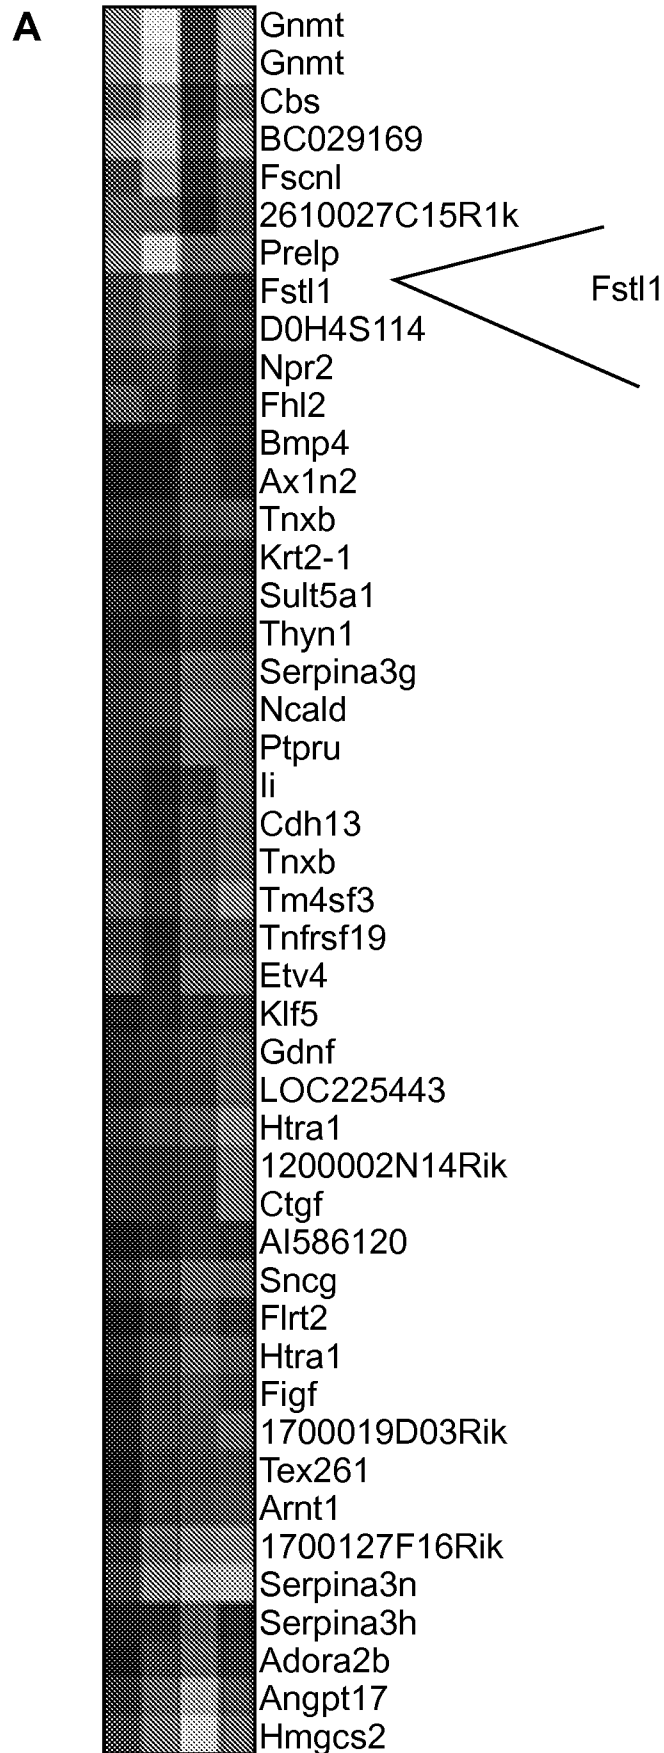 A
Gnmt
Gnmt
Cbs
BC029169
Fscnl
2610027C15R1k
Prelp
Fstl1
Fstl1
D0H4S114
Npr2
Fhl2
Bmp4
Ax1n2
Tnxb
Krt2-1
Sult5a1
Thyn1
Serpina3g
Ncald
Ptpru
Ii
Cdh13
Tnxb
Tm4sf3
Tnfrsf19
Etv4
Klf5
Gdnf
LOC225443
Htra1
1200002N14Rik
Ctgf
AI586120
Sncg
Flrt2
Htra1
Figf
1700019D03Rik
Tex261
Arnt1
1700127F16Rik
Serpina3n
Serpina3h
Adora2b
Angpt17
Hmgcs2